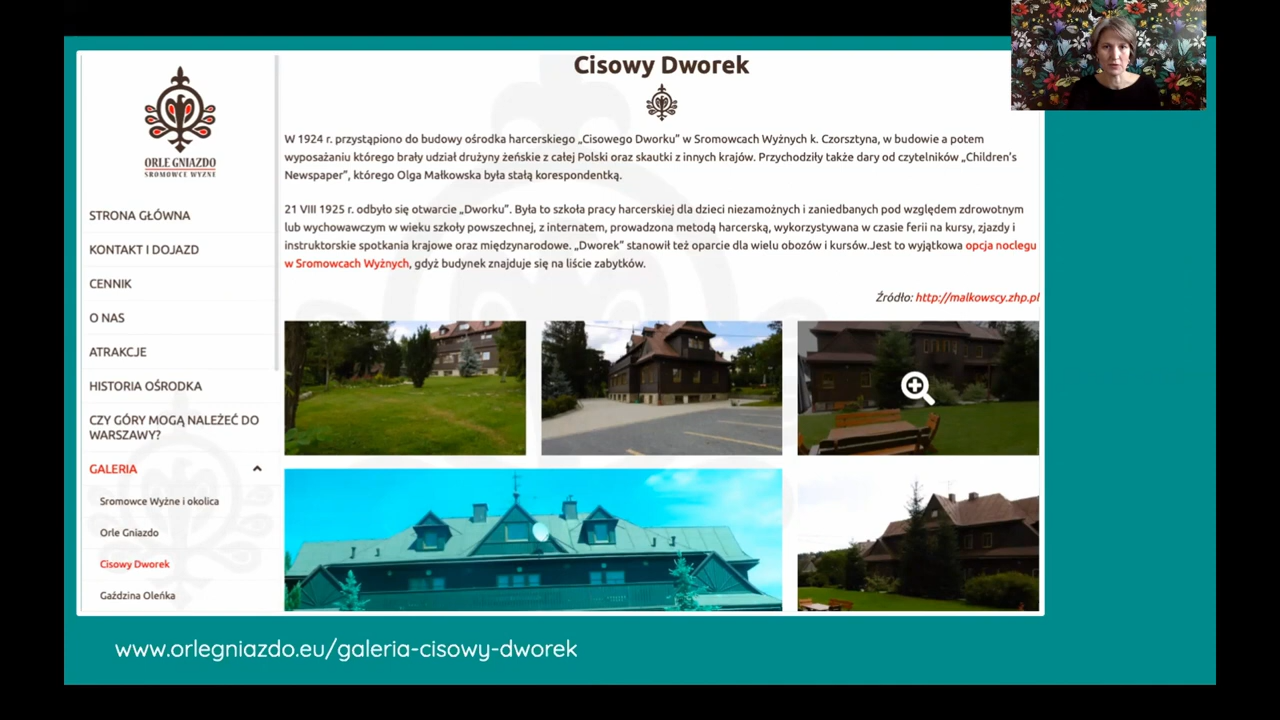 ORLE GNIAZDO
SROMOWCE WYŻNE
STRONA GŁÓWNA
KONTAKT I DOJAZD
CENNIK
O NAS
ATRAKCJE
HISTORIA OŚRODKA
CZY GÓRY MOGĄ NALEŻEĆ DO
WARSZAWY?
GALERIA
Sromowce Wyżne i okolica
Orle Gniazdo
Cisowy Dworek
Gaździna Oleńka
Cisowy Dworek
W 1924 r. przystąpiono do budowy ośrodka harcerskiego „Cisowego Dworku” w Sromowcach Wyżnych k. Czorsztyna, w budowie a potem
wyposażaniu którego brały udział drużyny żeńskie z całej Polski oraz skautki z innych krajów. Przychodziły także dary od czytelników „Children’s
Newspaper”, którego Olga Małkowska była stałą korespondentką.
21 VIII 1925 r. odbyło się otwarcie „Dworku”. Była to szkoła pracy harcerskiej dla dzieci niezamożnych i zaniedbanych pod względem zdrowotnym
lub wychowawczym w wieku szkoły powszechnej, z internatem, prowadzona metodą harcerską, wykorzystywana w czasie ferii na kursy, zjazdy i
instruktorskie spotkania krajowe oraz międzynarodowe. „Dworek” stanowił też oparcie dla wielu obozów i kursów.Jest to wyjątkowa opcja noclegu
w Sromowcach Wyżnych, gdyż budynek znajduje się na liście zabytków.
Źródło: http://malkowscy.zhp.pl
www.orlegniazdo.eu/galeria-cisowy-dworek